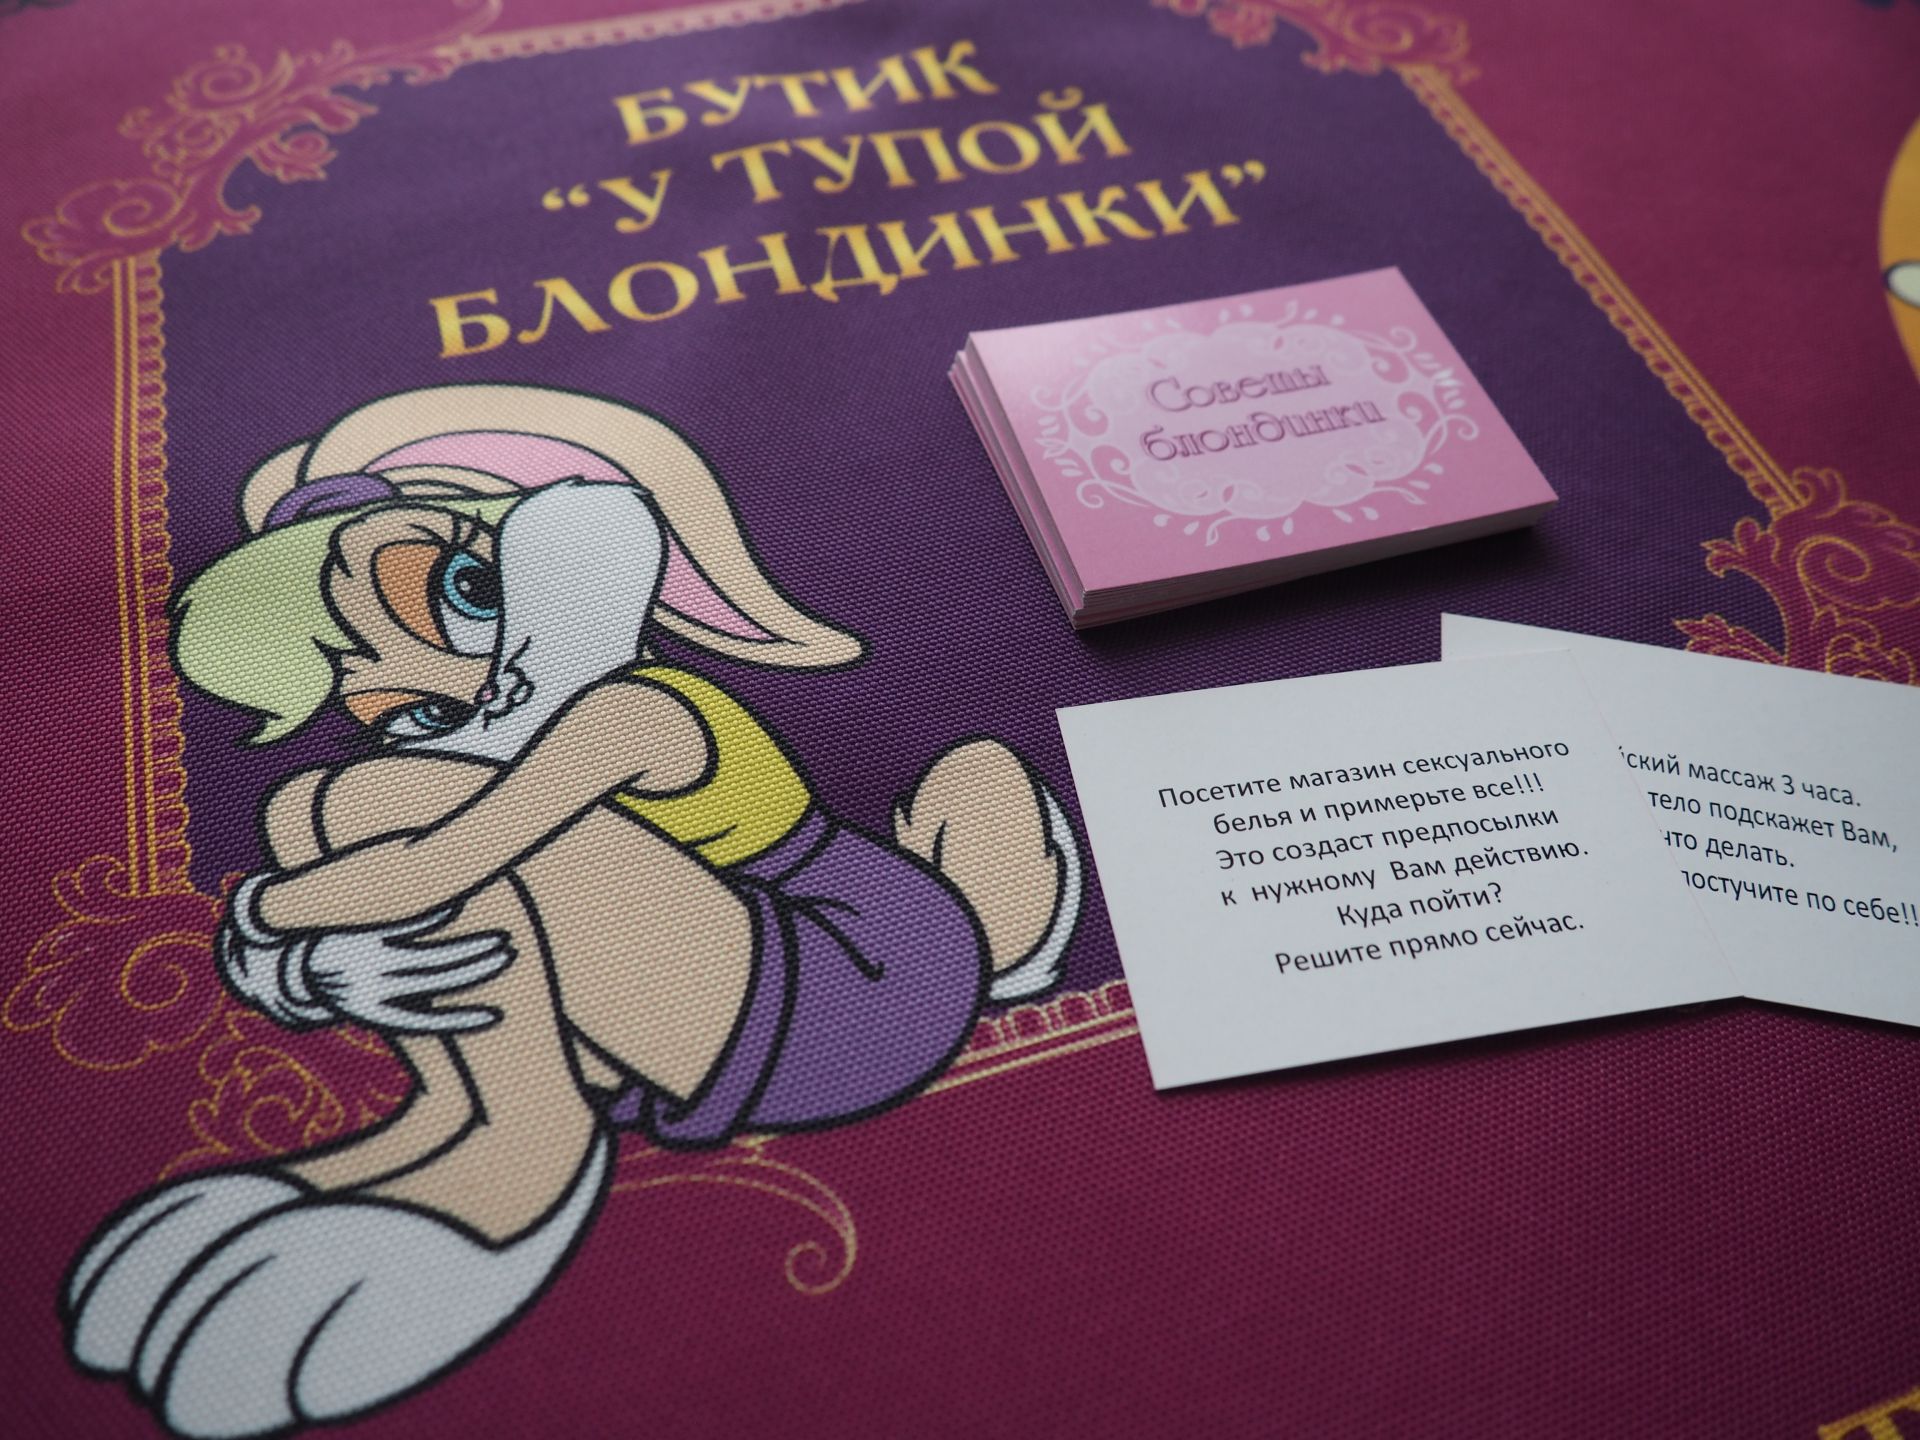 БУТИК
“У ТУПОЙ
БЛОНДИНКИ”
Советы
блондинки
Посетите магазин сексуального
белья и примерьте все!!!
Это создаст предпосылки
к нужному Вам действию.
Куда пойти?
Решите прямо сейчас.
массаж 3 часа.
тело подскажет Вам,
что делать.
постучите по себе!!